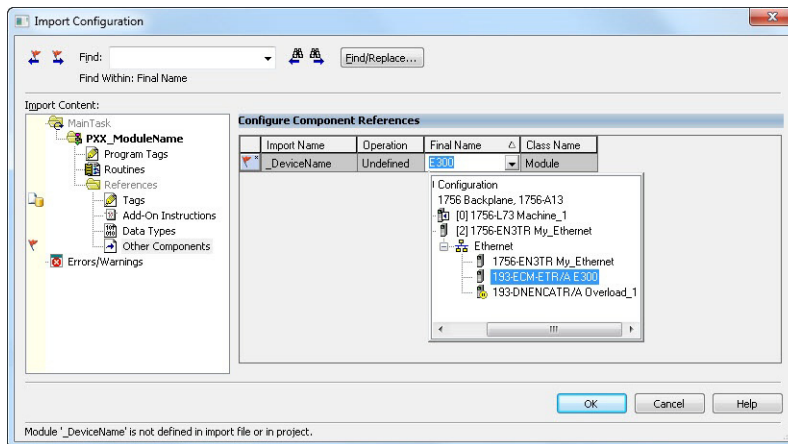 Import Configuration
Find:
Find/Replace...
Find Within: Final Name
Import Content:
MainTask
PXX_ModuleName
Program Tags
Routines
References
Tags
Add-On Instructions
Data Types
Other Components
Errors/Warnings
Configure Component References
Import Name Operation Final Name Class Name
_DeviceName Undefined E300 Module
I Configuration
1756 Backplane, 1756-A13
[0] 1756-L73 Machine_1
[2] 1756-EN3TR My_Ethernet
Ethernet
1756-EN3TR My_Ethernet
193-ECM-ETR/A E300
193-DNENCATR/A Overload_1
OK Cancel Help
Module '_DeviceName' is not defined in import file or in project.